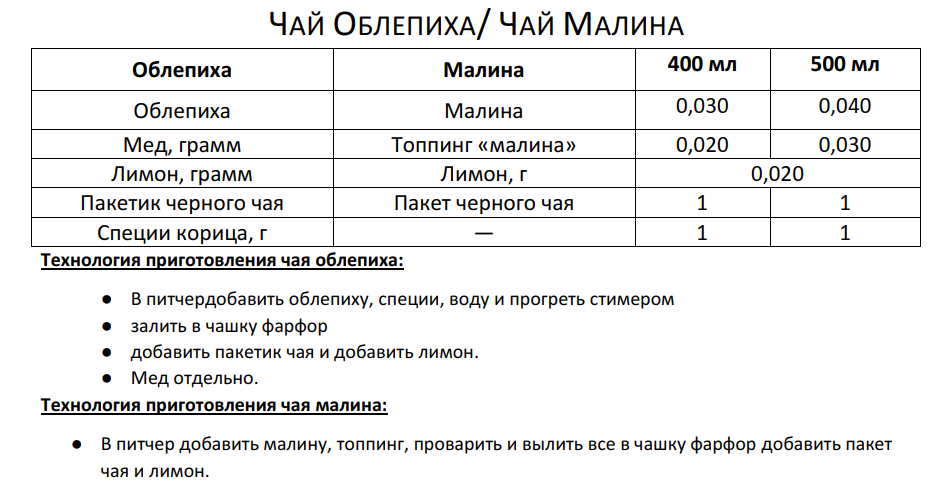 Чай Облепиха/ Чай Малина
Облепиха Малина 400 мл 500 мл
Облепиха Малина 0,030 0,040
Мед, грамм Топпинг «малина» 0,020 0,030
Лимон, грамм Лимон, г 0,020
Пакетик черного чая Пакет черного чая 1 1
Специи корица, г — 1 1
Технология приготовления чая облепиха:
● В питчердобавить облепиху, специи, воду и прогреть стимером
● залить в чашку фарфор
● добавить пакетик чая и добавить лимон.
● Мед отдельно.
Технология приготовления чая малина:
● В питчер добавить малину, топпинг, проварить и вылить все в чашку фарфор добавить пакет
чая и лимон.